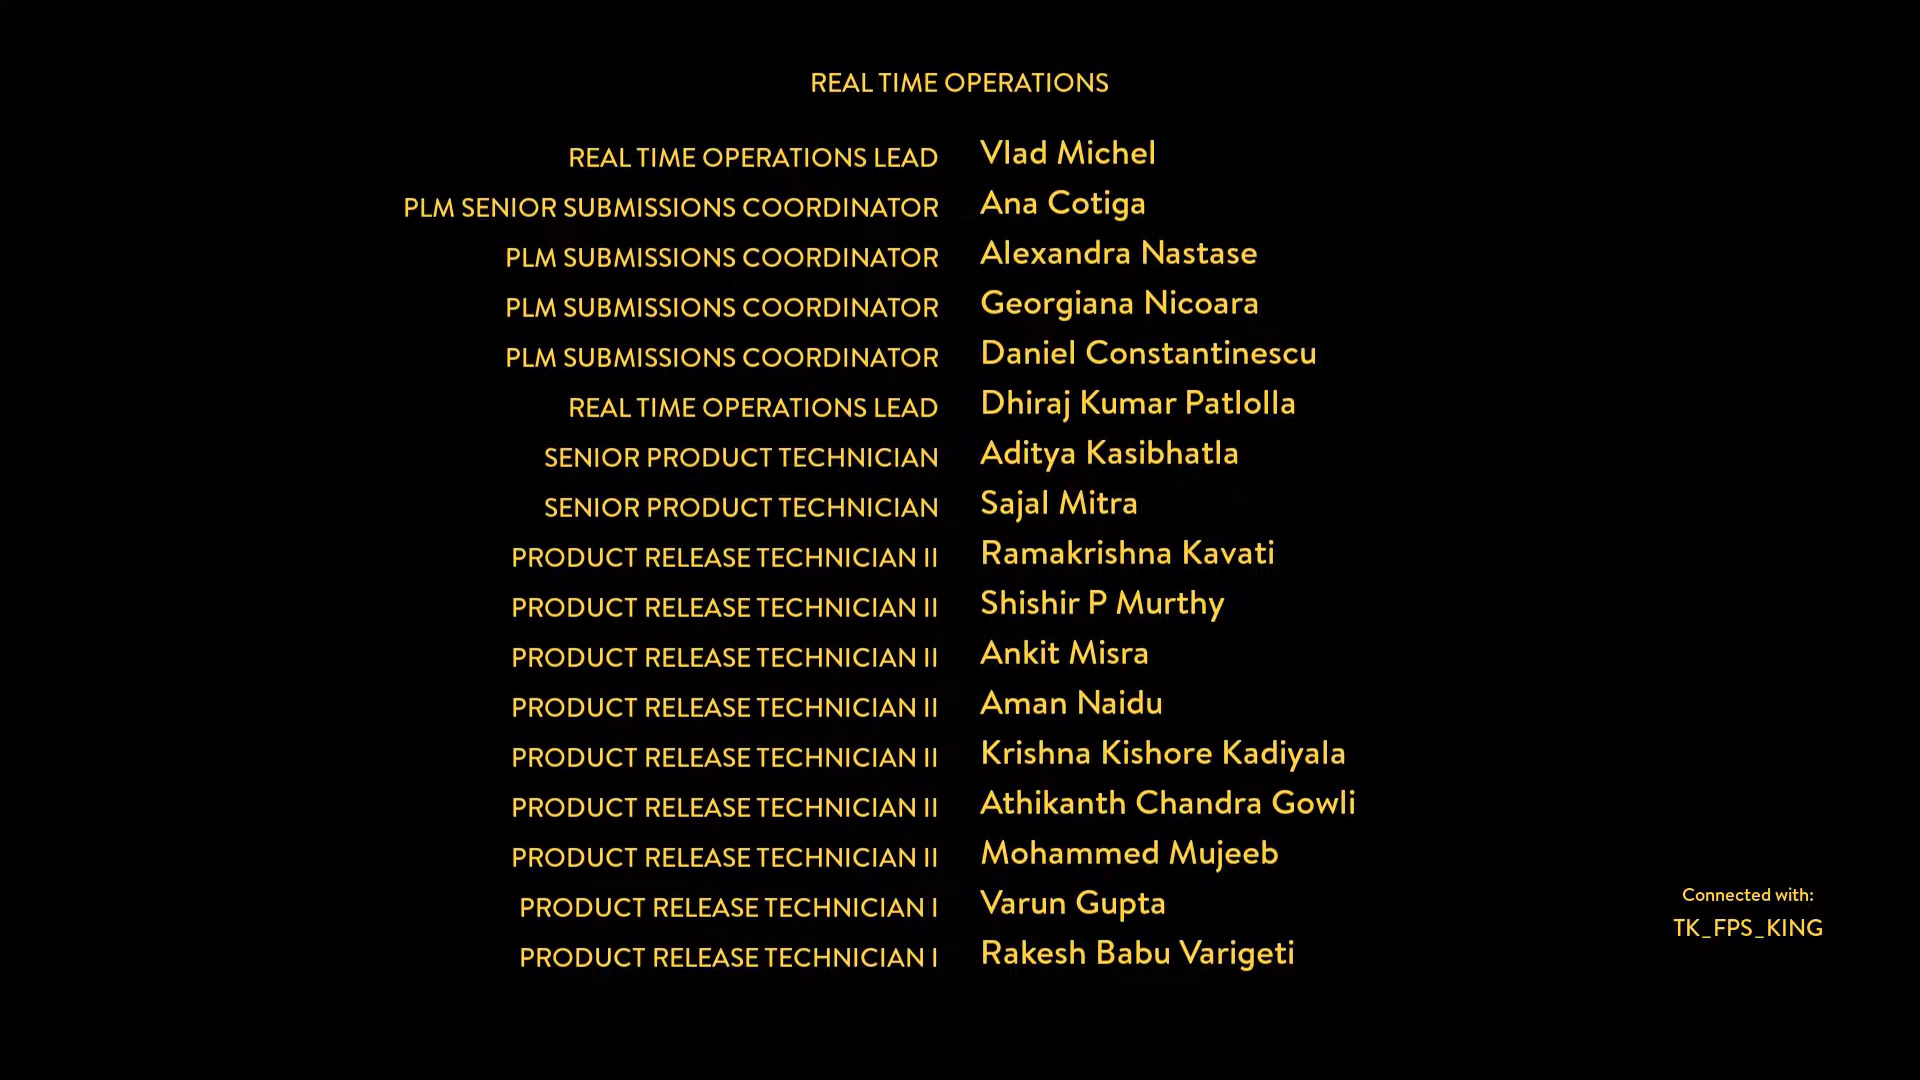 REAL TIME OPERATIONS
REAL TIME OPERATIONS LEAD Vlad Michel
PLM SENIOR SUBMISSIONS COORDINATOR Ana Cotiga
PLM SUBMISSIONS COORDINATOR Alexandra Nastase
PLM SUBMISSIONS COORDINATOR Georgiana Nicoara
PLM SUBMISSIONS COORDINATOR Daniel Constantinescu
REAL TIME OPERATIONS LEAD Dhiraj Kumar Patlolla
SENIOR PRODUCT TECHNICIAN Aditya Kasibhatla
SENIOR PRODUCT TECHNICIAN Sajal Mitra
PRODUCT RELEASE TECHNICIAN II Ramakrishna Kavati
PRODUCT RELEASE TECHNICIAN II Shishir P Murthy
PRODUCT RELEASE TECHNICIAN II Ankit Misra
PRODUCT RELEASE TECHNICIAN II Aman Naidu
PRODUCT RELEASE TECHNICIAN II Krishna Kishore Kadiyala
PRODUCT RELEASE TECHNICIAN II Athikanth Chandra Gowli
PRODUCT RELEASE TECHNICIAN II Mohammed Mujeeb
PRODUCT RELEASE TECHNICIAN I Varun Gupta
PRODUCT RELEASE TECHNICIAN I Rakesh Babu Varigeti
Connected with:
TK_FPS_KING